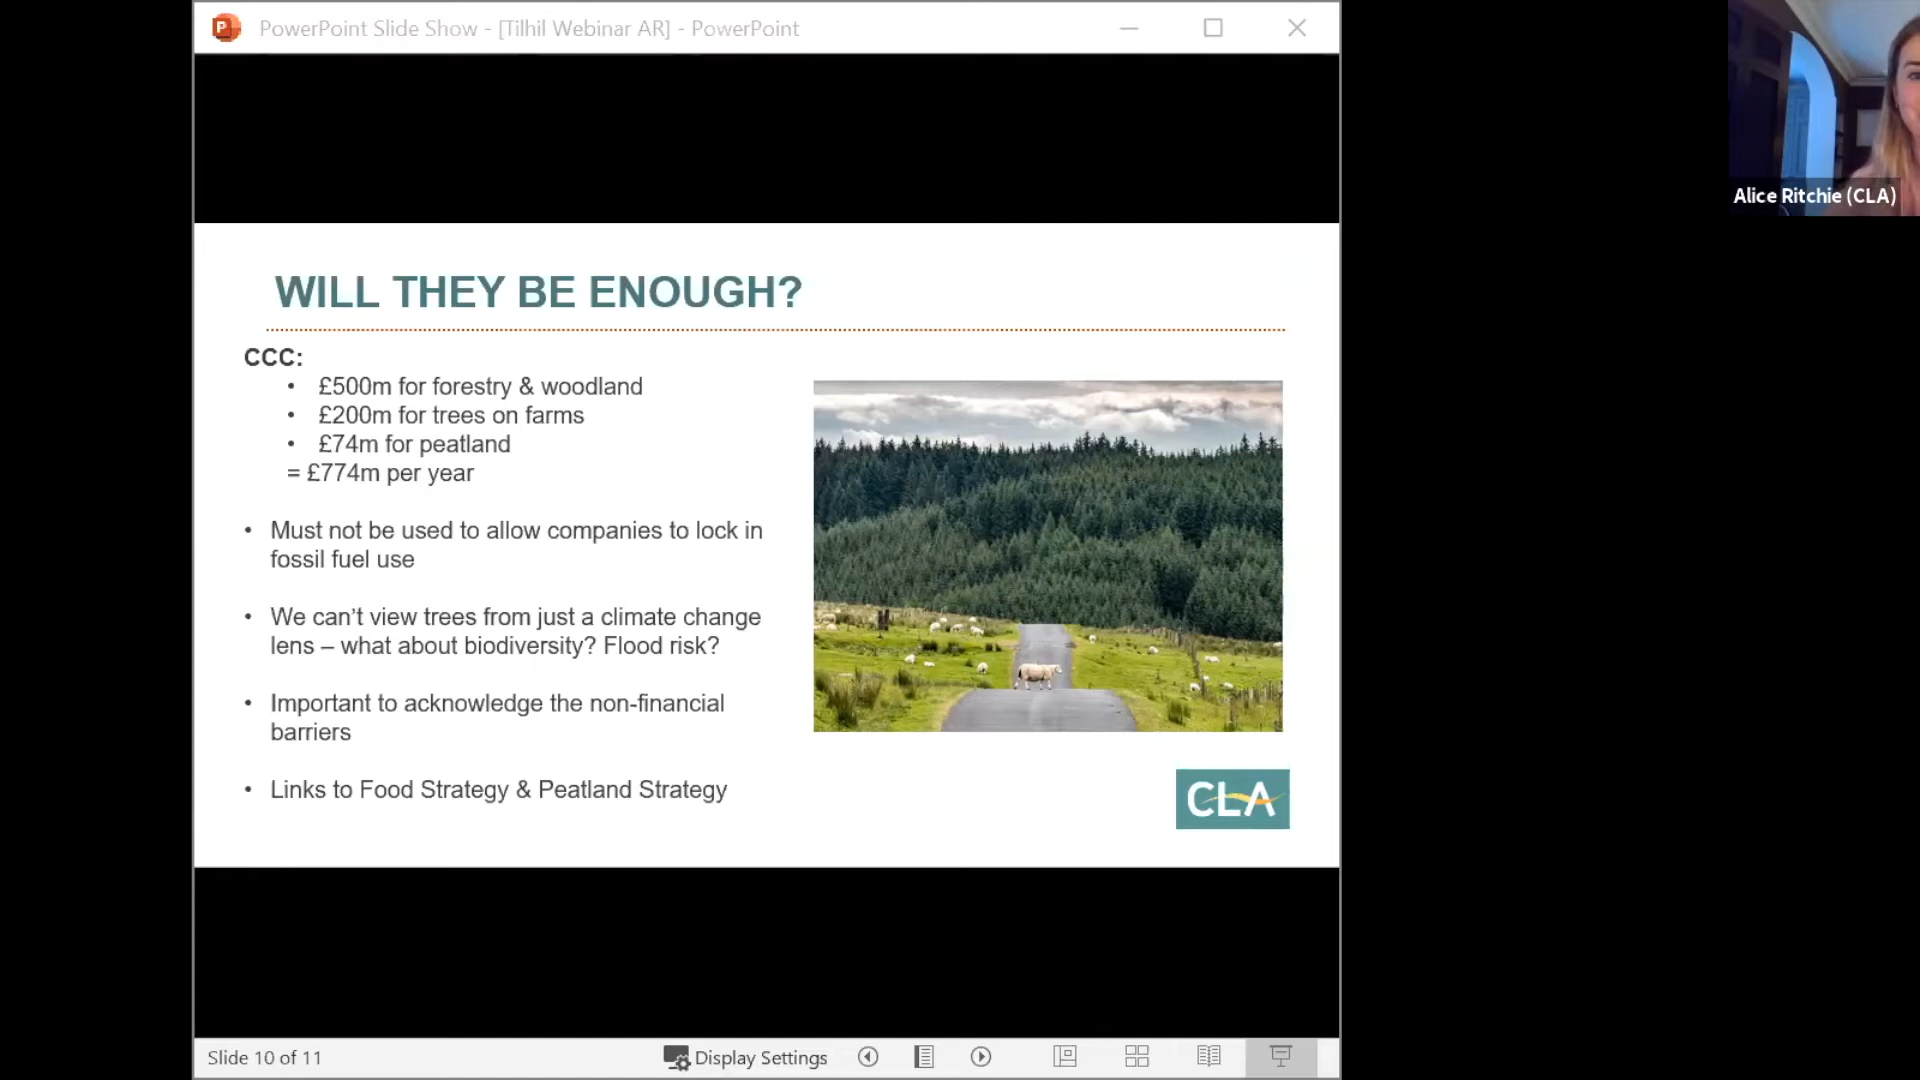 PowerPoint Slide Show - [Tilhil Webinar AR] - PowerPoint
Alice Ritchie (CLA)
WILL THEY BE ENOUGH?
CCC:
• £500m for forestry & woodland
• £200m for trees on farms
• £74m for peatland
= £774m per year
• Must not be used to allow companies to lock in
fossil fuel use
• We can’t view trees from just a climate change
lens – what about biodiversity? Flood risk?
• Important to acknowledge the non-financial
barriers
• Links to Food Strategy & Peatland Strategy
CLA
Slide 10 of 11
Display Settings